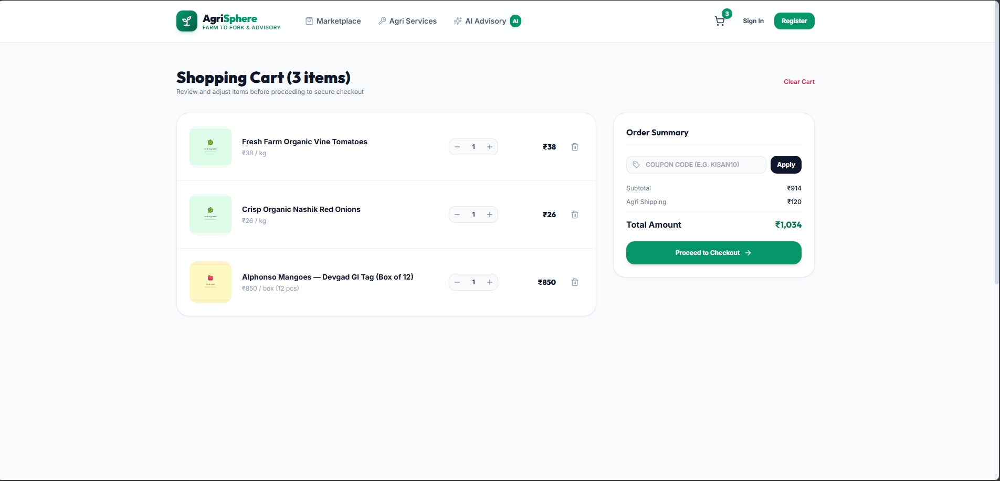 AgriSphere
FARM TO FORK & ADVISORY
Marketplace
Agri Services
AI Advisory AI
3
Sign In
Register
Shopping Cart (3 items)
Review and adjust items before proceeding to secure checkout
Clear Cart
Fresh Farm Organic Vine Tomatoes
₹38 / kg
− 1 +
₹38
Crisp Organic Nashik Red Onions
₹26 / kg
− 1 +
₹26
Alphonso Mangoes — Devgad GI Tag (Box of 12)
₹850 / box (12 pcs)
− 1 +
₹850
Order Summary
COUPON CODE (E.G. KISAN10)
Apply
Subtotal ₹914
Agri Shipping ₹120
Total Amount ₹1,034
Proceed to Checkout →